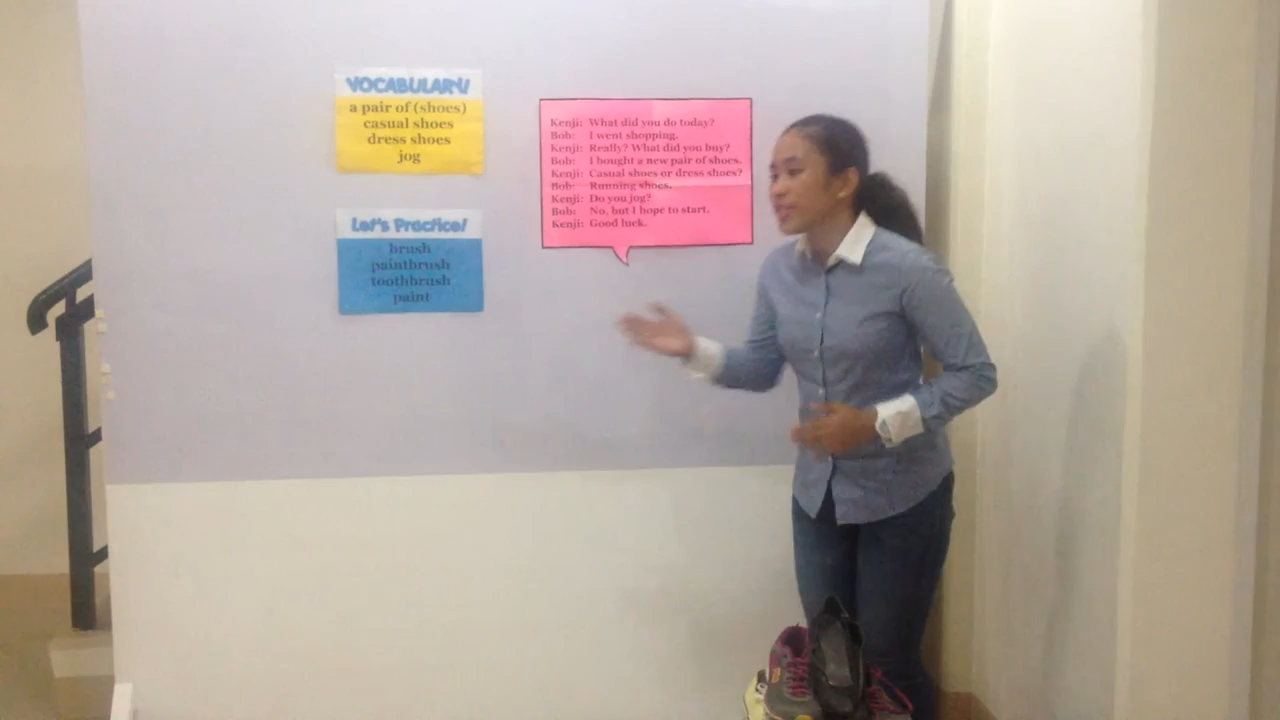 VOCABULARY!
a pair of (shoes)
casual shoes
dress shoes
jog
Let's Practice!
brush
paintbrush
toothbrush
paint
Kenji: What did you do today?
Bob: I went shopping.
Kenji: Really? What did you buy?
Bob: I bought a new pair of shoes.
Kenji: Casual shoes or dress shoes?
Bob: Running shoes.
Kenji: Do you jog?
Bob: No, but I hope to start.
Kenji: Good luck.